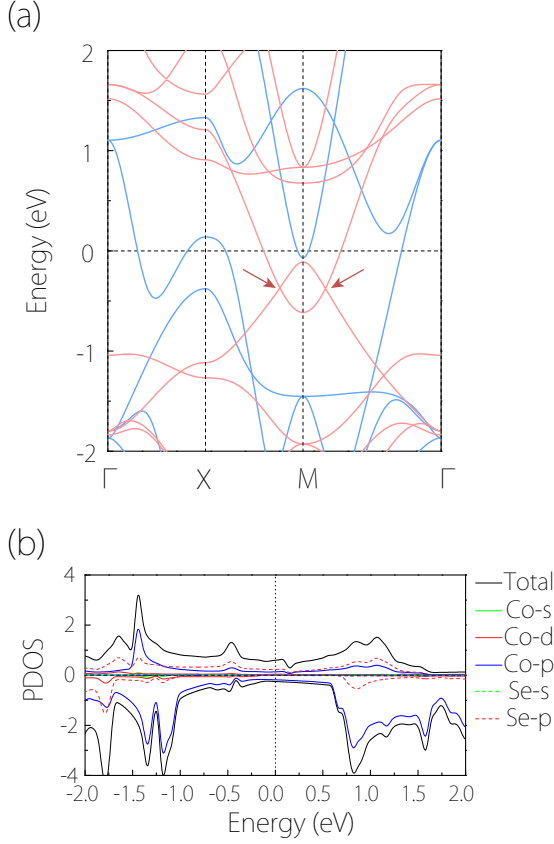 (a)
2
1
0
-1
-2
Energy (eV)
Γ X M Γ
(b)
4
2
0
-2
-4
PDOS
-2.0 -1.5 -1.0 -0.5 0.0 0.5 1.0 1.5 2.0
Energy (eV)
Total
Co-s
Co-d
Co-p
Se-s
Se-p